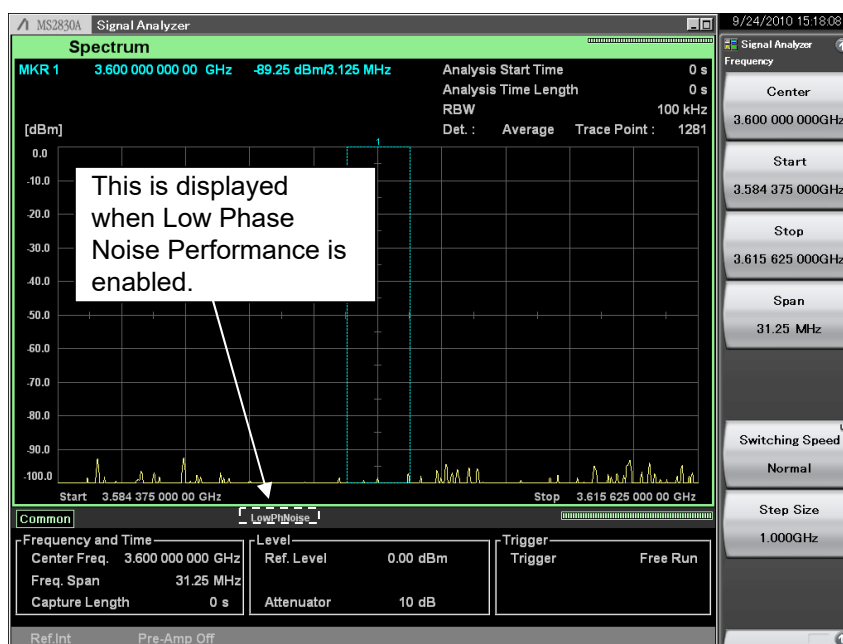 MS2830A Signal Analyzer
9/24/2010 15:18:08
Spectrum
MKR 1 3.600 000 000 00 GHz -89.25 dBm/3.125 MHz
Analysis Start Time 0 s
Analysis Time Length 0 s
RBW 100 kHz
Det. : Average Trace Point : 1281
[dBm]
1
0.0
-10.0
-20.0
-30.0
-40.0
-50.0
-60.0
-70.0
-80.0
-90.0
-100.0
This is displayed
when Low Phase
Noise Performance is
enabled.
Start 3.584 375 000 00 GHz
Stop 3.615 625 000 00 GHz
Common
LowPhNoise
Frequency and Time
Center Freq. 3.600 000 000 GHz
Freq. Span 31.25 MHz
Capture Length 0 s
Level
Ref. Level 0.00 dBm
Attenuator 10 dB
Trigger
Trigger Free Run
Ref.Int Pre-Amp Off
Signal Analyzer
Frequency
Center
3.600 000 000GHz
Start
3.584 375 000GHz
Stop
3.615 625 000GHz
Span
31.25 MHz
Switching Speed
Normal
Step Size
1.000GHz